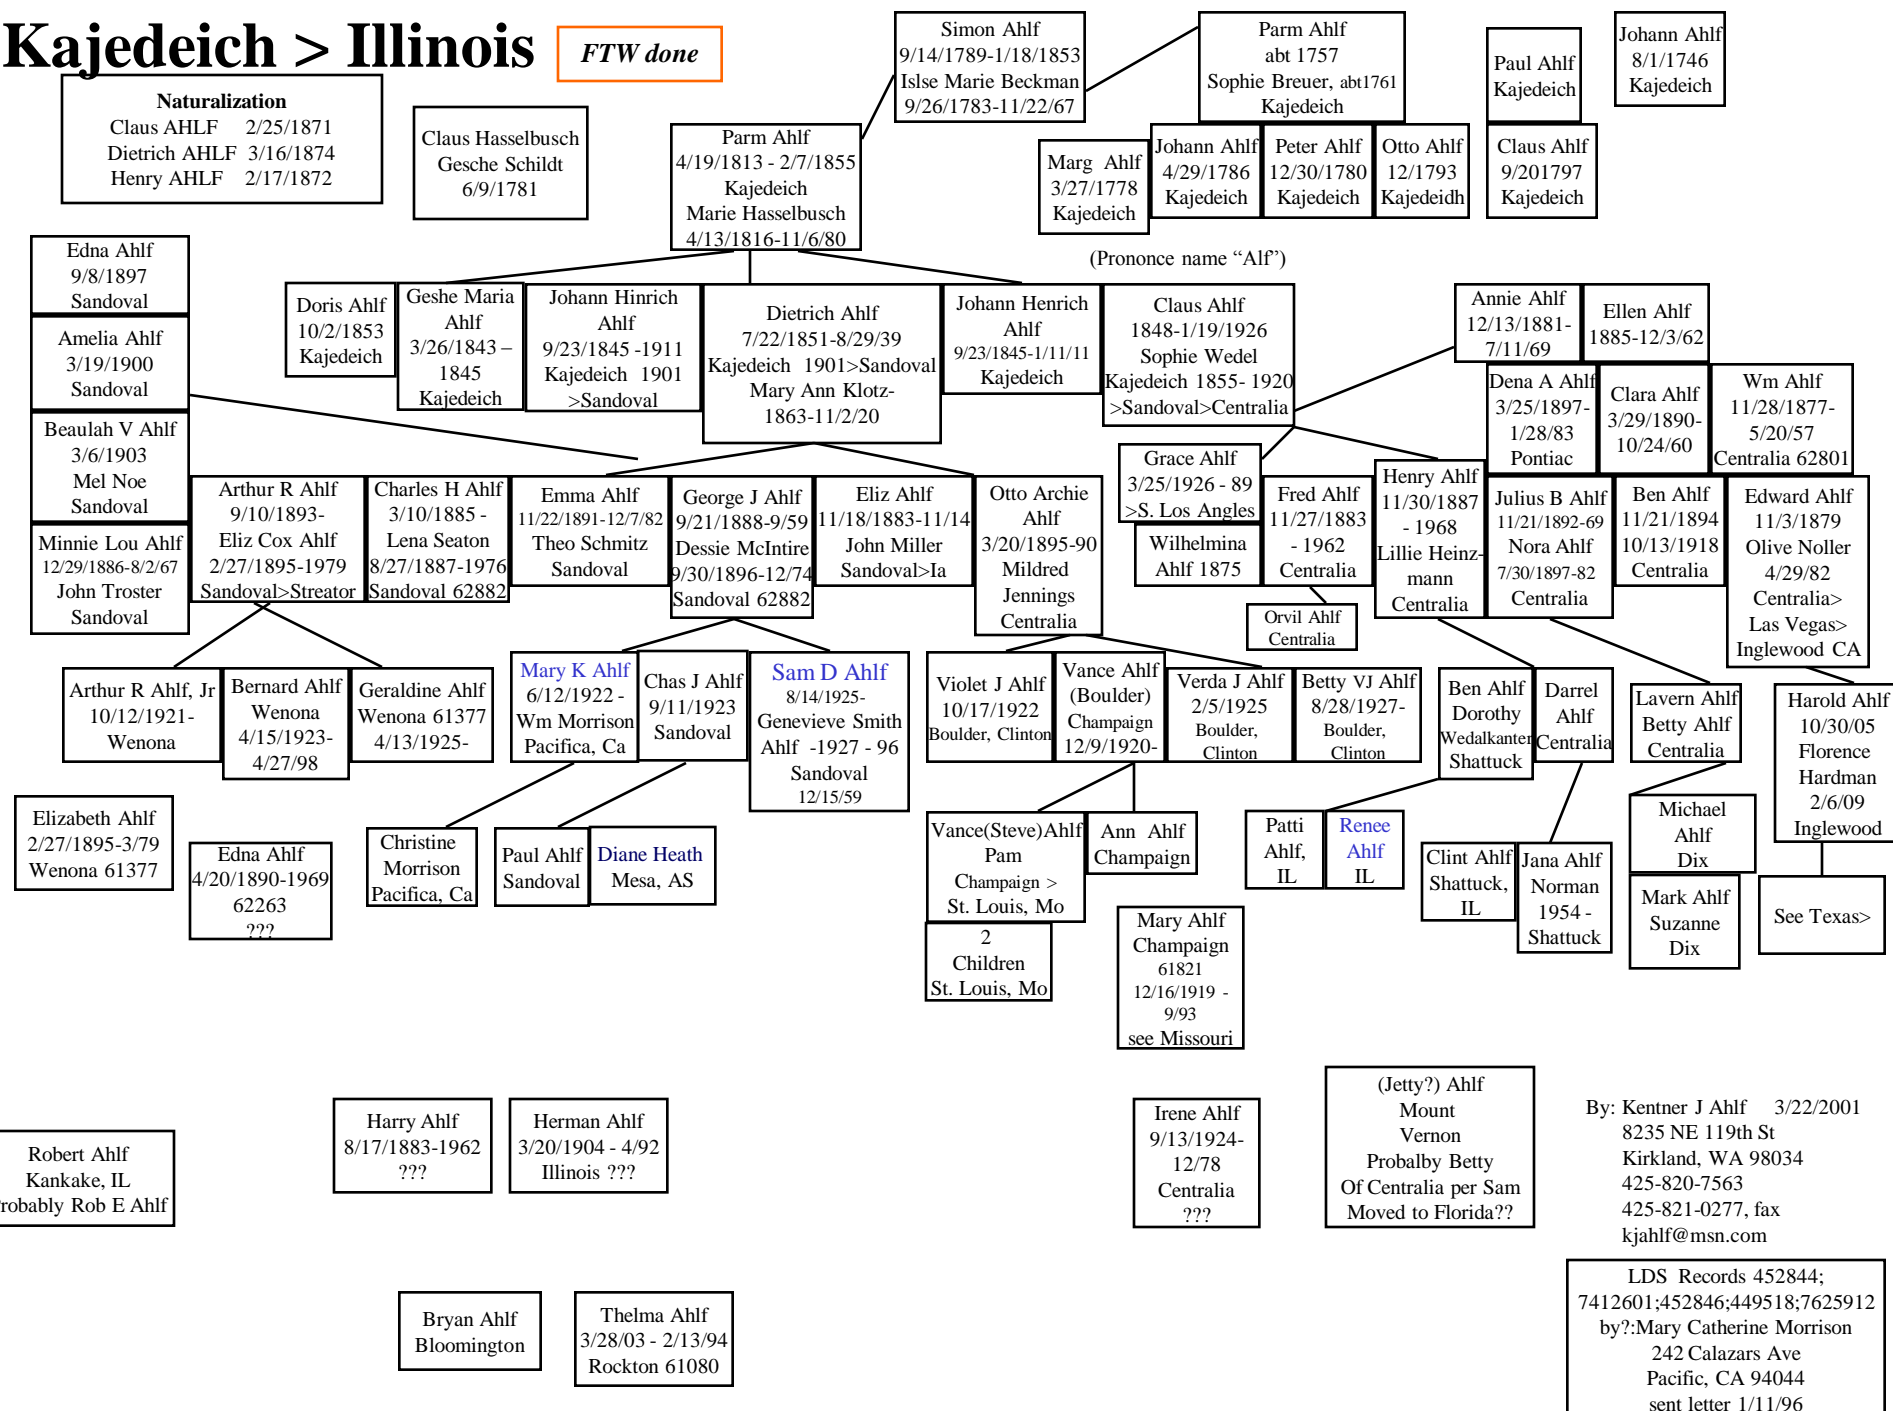 Kajedeich > Illinois
FTW done
Naturalization
Claus AHLF 2/25/1871
Dietrich AHLF 3/16/1874
Henry AHLF 2/17/1872
Claus Hasselbusch
Gesche Schildt
6/9/1781
Simon Ahlf
9/14/1789-1/18/1853
Islse Marie Beckman
9/26/1783-11/22/67
Parm Ahlf
abt 1757
Sophie Breuer, abt1761
Kajedeich
Paul Ahlf
Kajedeich
Johann Ahlf
8/1/1746
Kajedeich
Parm Ahlf
4/19/1813 - 2/7/1855
Kajedeich
Marie Hasselbusch
4/13/1816-11/6/80
Marg Ahlf
3/27/1778
Kajedeich
Johann Ahlf
4/29/1786
Kajedeich
Peter Ahlf
12/30/1780
Kajedeich
Otto Ahlf
12/1793
Kajedeidh
Claus Ahlf
9/201797
Kajedeich
(Prononce name “Alf”)
Edna Ahlf
9/8/1897
Sandoval
Amelia Ahlf
3/19/1900
Sandoval
Beaulah V Ahlf
3/6/1903
Mel Noe
Sandoval
Minnie Lou Ahlf
12/29/1886-8/2/67
John Troster
Sandoval
Doris Ahlf
10/2/1853
Kajedeich
Geshe Maria
Ahlf
3/26/1843 –
1845
Kajedeich
Johann Hinrich
Ahlf
9/23/1845 -1911
Kajedeich 1901
>Sandoval
Dietrich Ahlf
7/22/1851-8/29/39
Kajedeich 1901>Sandoval
Mary Ann Klotz-
1863-11/2/20
Johann Henrich
Ahlf
9/23/1845-1/11/11
Kajedeich
Claus Ahlf
1848-1/19/1926
Sophie Wedel
Kajedeich 1855- 1920
>Sandoval>Centralia
Annie Ahlf
12/13/1881-
7/11/69
Ellen Ahlf
1885-12/3/62
Dena A Ahlf
3/25/1897-
1/28/83
Pontiac
Clara Ahlf
3/29/1890-
10/24/60
Wm Ahlf
11/28/1877-
5/20/57
Centralia 62801
Arthur R Ahlf
9/10/1893-
Eliz Cox Ahlf
2/27/1895-1979
Sandoval>Streator
Charles H Ahlf
3/10/1885 -
Lena Seaton
8/27/1887-1976
Sandoval 62882
Emma Ahlf
11/22/1891-12/7/82
Theo Schmitz
Sandoval
George J Ahlf
9/21/1888-9/59
Dessie McIntire
9/30/1896-12/74
Sandoval 62882
Eliz Ahlf
11/18/1883-11/14
John Miller
Sandoval>Ia
Otto Archie
Ahlf
3/20/1895-90
Mildred
Jennings
Centralia
Grace Ahlf
3/25/1926 - 89
>S. Los Angles
Wilhelmina
Ahlf 1875
Fred Ahlf
11/27/1883
- 1962
Centralia
Henry Ahlf
11/30/1887
- 1968
Lillie Heinz-
mann
Centralia
Julius B Ahlf
11/21/1892-69
Nora Ahlf
7/30/1897-82
Centralia
Ben Ahlf
11/21/1894
10/13/1918
Centralia
Edward Ahlf
11/3/1879
Olive Noller
4/29/82
Centralia>
Las Vegas>
Inglewood CA
Orvil Ahlf
Centralia
Arthur R Ahlf, Jr
10/12/1921-
Wenona
Bernard Ahlf
Wenona
4/15/1923-
4/27/98
Geraldine Ahlf
Wenona 61377
4/13/1925-
Mary K Ahlf
6/12/1922 -
Wm Morrison
Pacifica, Ca
Chas J Ahlf
9/11/1923
Sandoval
Sam D Ahlf
8/14/1925-
Genevieve Smith
Ahlf -1927 - 96
Sandoval
12/15/59
Violet J Ahlf
10/17/1922
Boulder, Clinton
Vance Ahlf
(Boulder)
Champaign
12/9/1920-
Verda J Ahlf
2/5/1925
Boulder,
Clinton
Betty VJ Ahlf
8/28/1927-
Boulder,
Clinton
Ben Ahlf
Dorothy
Wedalkanter
Shattuck
Darrel
Ahlf
Centralia
Lavern Ahlf
Betty Ahlf
Centralia
Harold Ahlf
10/30/05
Florence
Hardman
2/6/09
Inglewood
Elizabeth Ahlf
2/27/1895-3/79
Wenona 61377
Edna Ahlf
4/20/1890-1969
62263
???
Christine
Morrison
Pacifica, Ca
Paul Ahlf
Sandoval
Diane Heath
Mesa, AS
Vance(Steve)Ahlf
Pam
Champaign >
St. Louis, Mo
Ann Ahlf
Champaign
2
Children
St. Louis, Mo
Mary Ahlf
Champaign
61821
12/16/1919 -
9/93
see Missouri
Patti
Ahlf,
IL
Renee
Ahlf
IL
Clint Ahlf
Shattuck,
IL
Jana Ahlf
Norman
1954 -
Shattuck
Michael
Ahlf
Dix
Mark Ahlf
Suzanne
Dix
See Texas>
Robert Ahlf
Kankake, IL
Probably Rob E Ahlf
Harry Ahlf
8/17/1883-1962
???
Herman Ahlf
3/20/1904 - 4/92
Illinois ???
Irene Ahlf
9/13/1924-
12/78
Centralia
???
(Jetty?) Ahlf
Mount
Vernon
Probalby Betty
Of Centralia per Sam
Moved to Florida??
By: Kentner J Ahlf 3/22/2001
8235 NE 119th St
Kirkland, WA 98034
425-820-7563
425-821-0277, fax
kjahlf@msn.com
Bryan Ahlf
Bloomington
Thelma Ahlf
3/28/03 - 2/13/94
Rockton 61080
LDS Records 452844;
7412601;452846;449518;7625912
by?:Mary Catherine Morrison
242 Calazars Ave
Pacific, CA 94044
sent letter 1/11/96